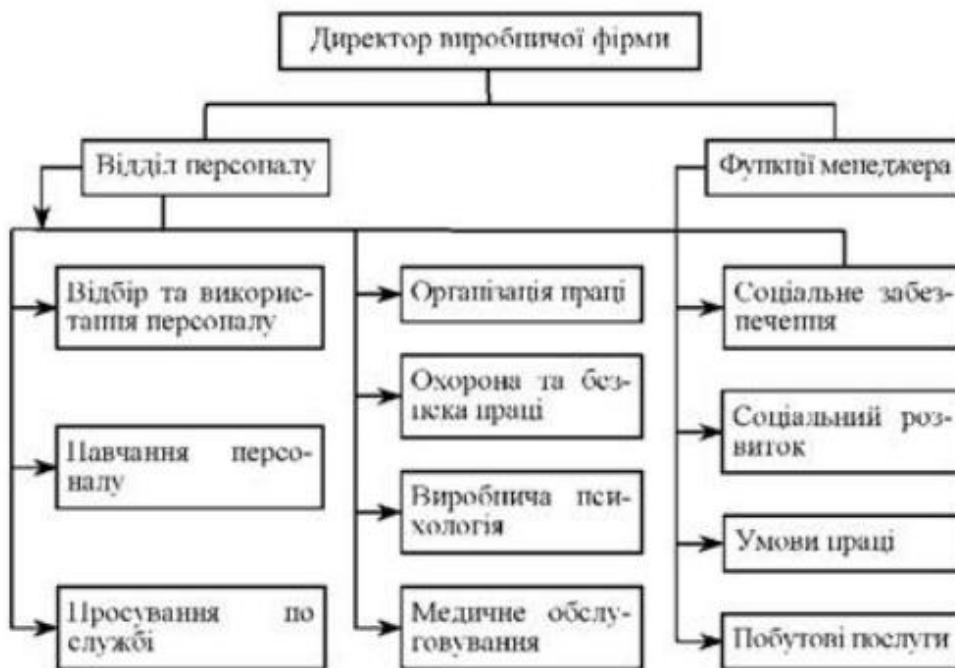 Директор виробничої фірми
Відділ персоналу
Функції менеджера
Відбір та викорис-
тання персоналу
Навчання персо-
налу
Просування по
службі
Організація праці
Охорона та без-
пека праці
Виробнича пси-
хологія
Медичне обслу-
говування
Соціальне забез-
печення
Соціальний роз-
виток
Умови праці
Побутові послуги